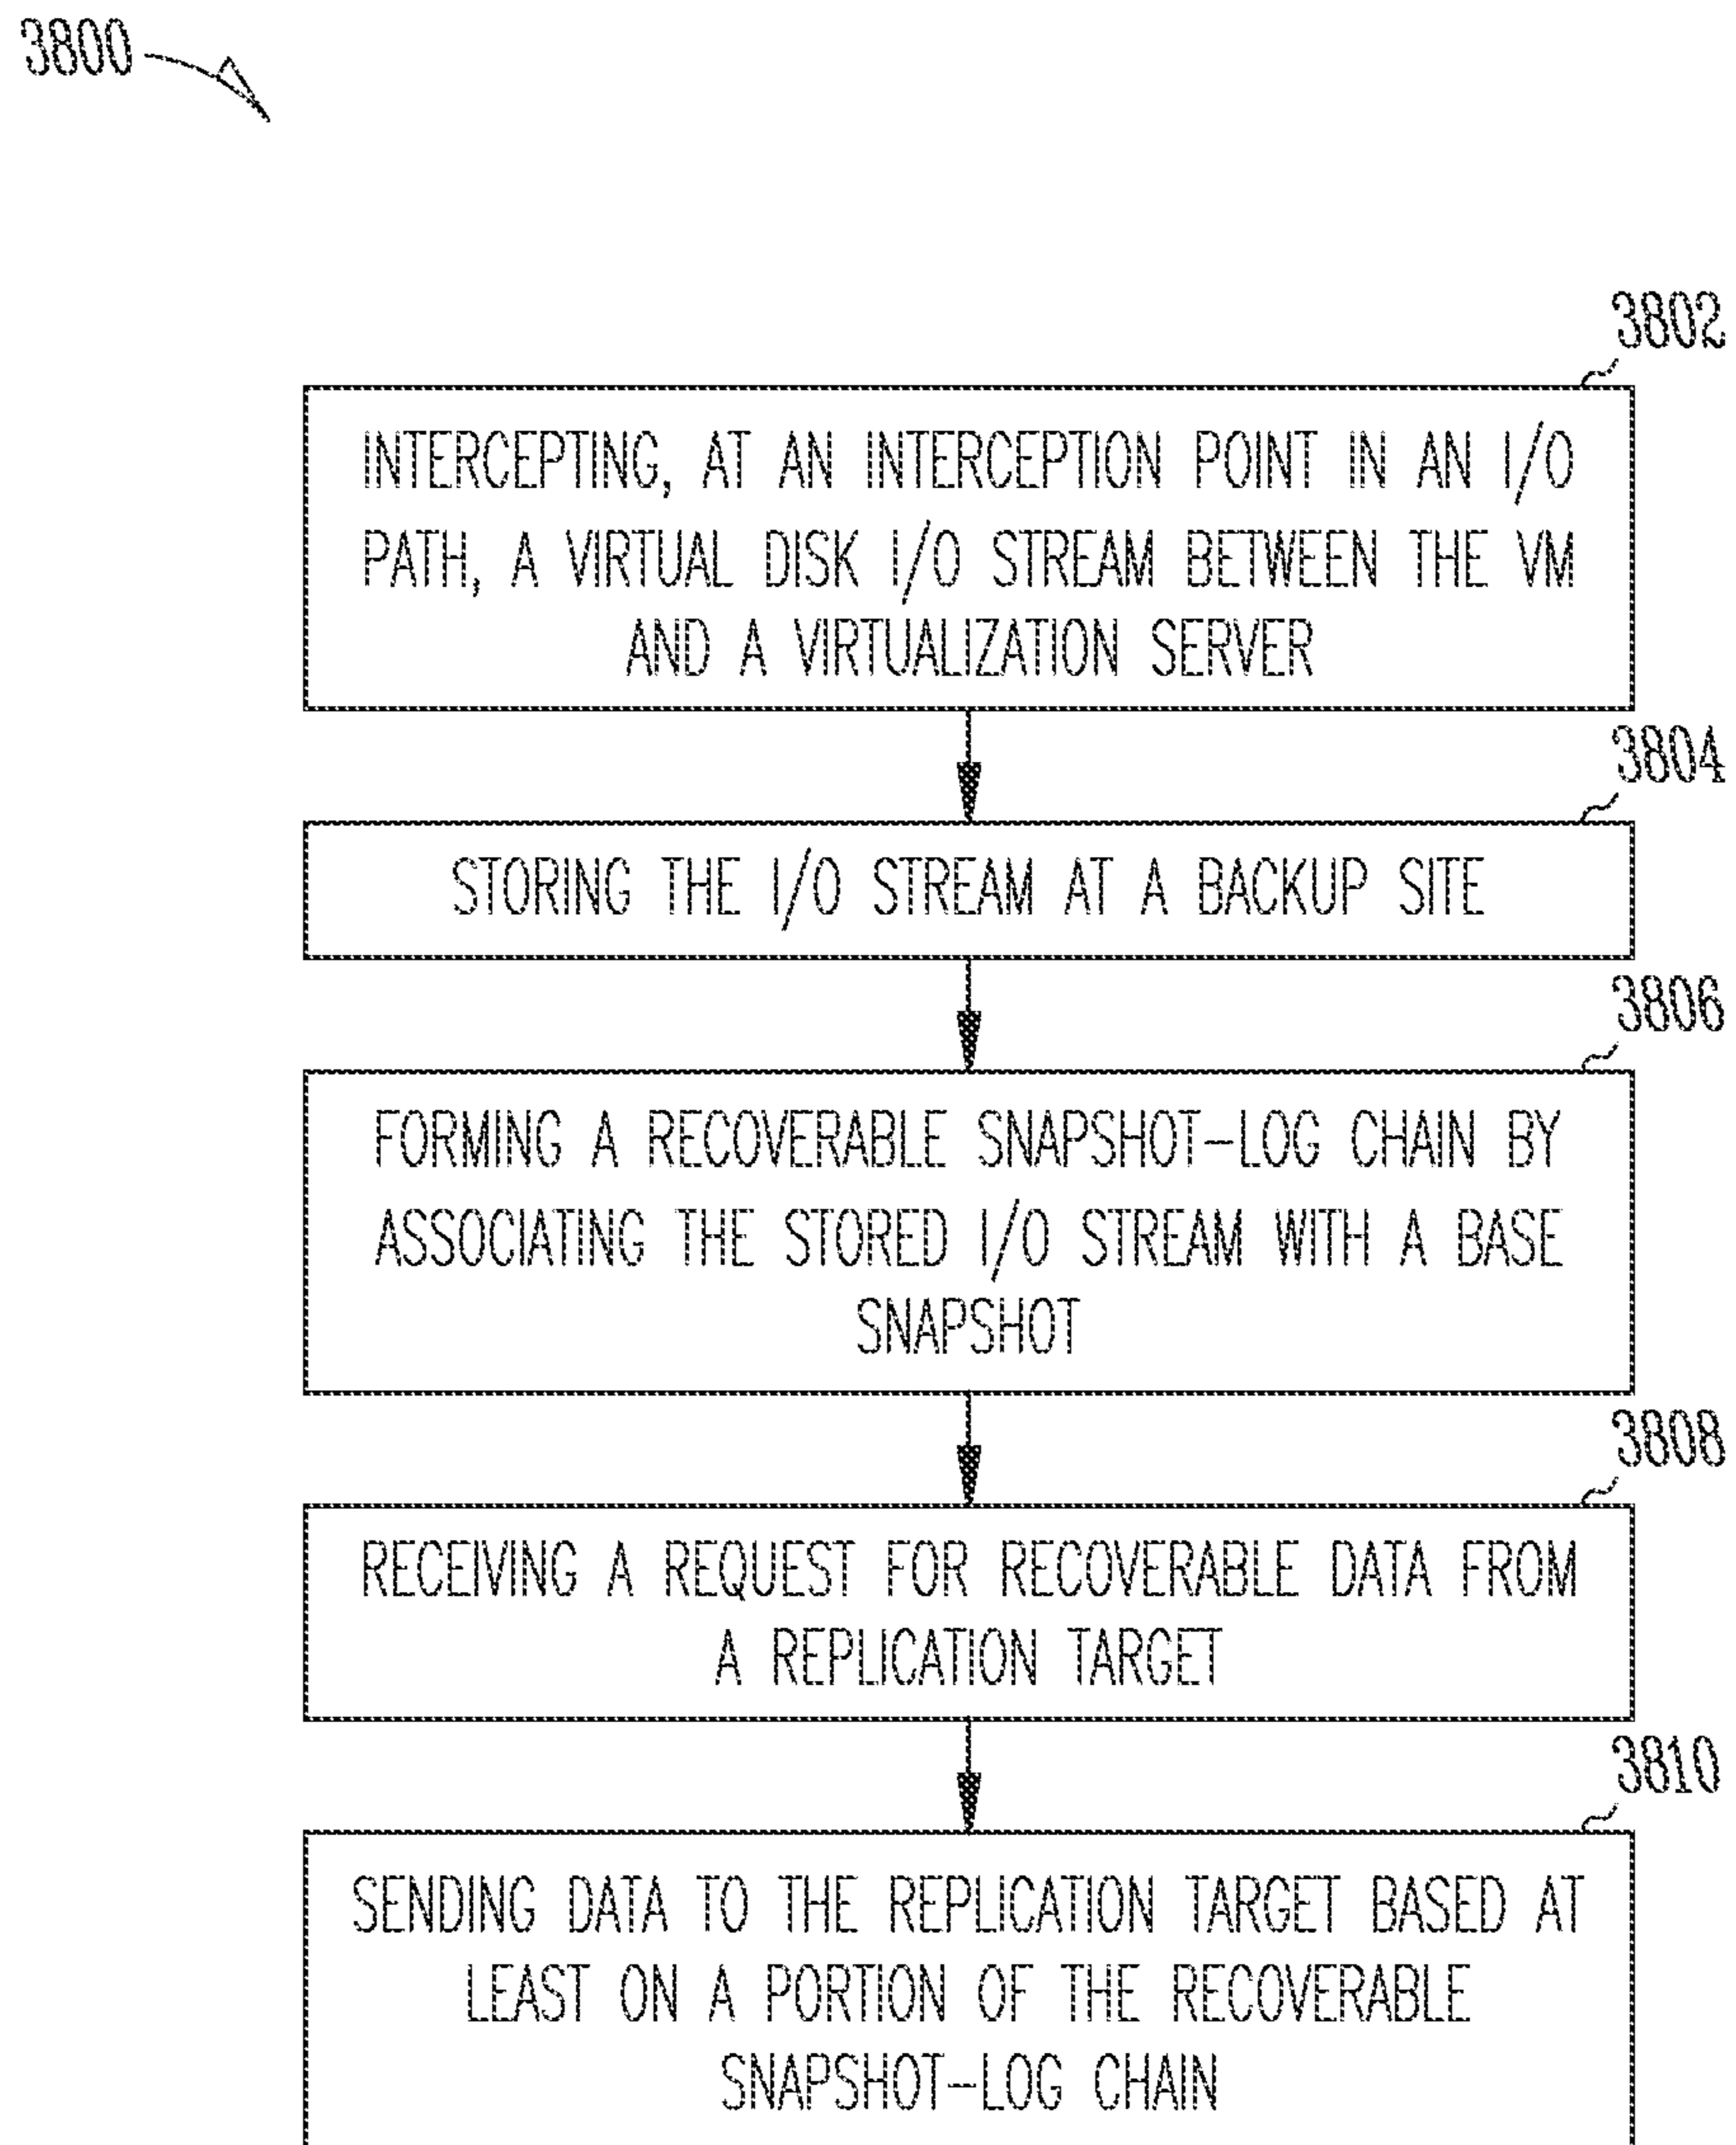 3800
3802
INTERCEPTING, AT AN INTERCEPTION POINT IN AN I/O
PATH, A VIRTUAL DISK I/O STREAM BETWEEN THE VM
AND A VIRTUALIZATION SERVER
3804
STORING THE I/O STREAM AT A BACKUP SITE
3806
FORMING A RECOVERABLE SNAPSHOT-LOG CHAIN BY
ASSOCIATING THE STORED I/O STREAM WITH A BASE
SNAPSHOT
3808
RECEIVING A REQUEST FOR RECOVERABLE DATA FROM
A REPLICATION TARGET
3810
SENDING DATA TO THE REPLICATION TARGET BASED AT
LEAST ON A PORTION OF THE RECOVERABLE
SNAPSHOT-LOG CHAIN